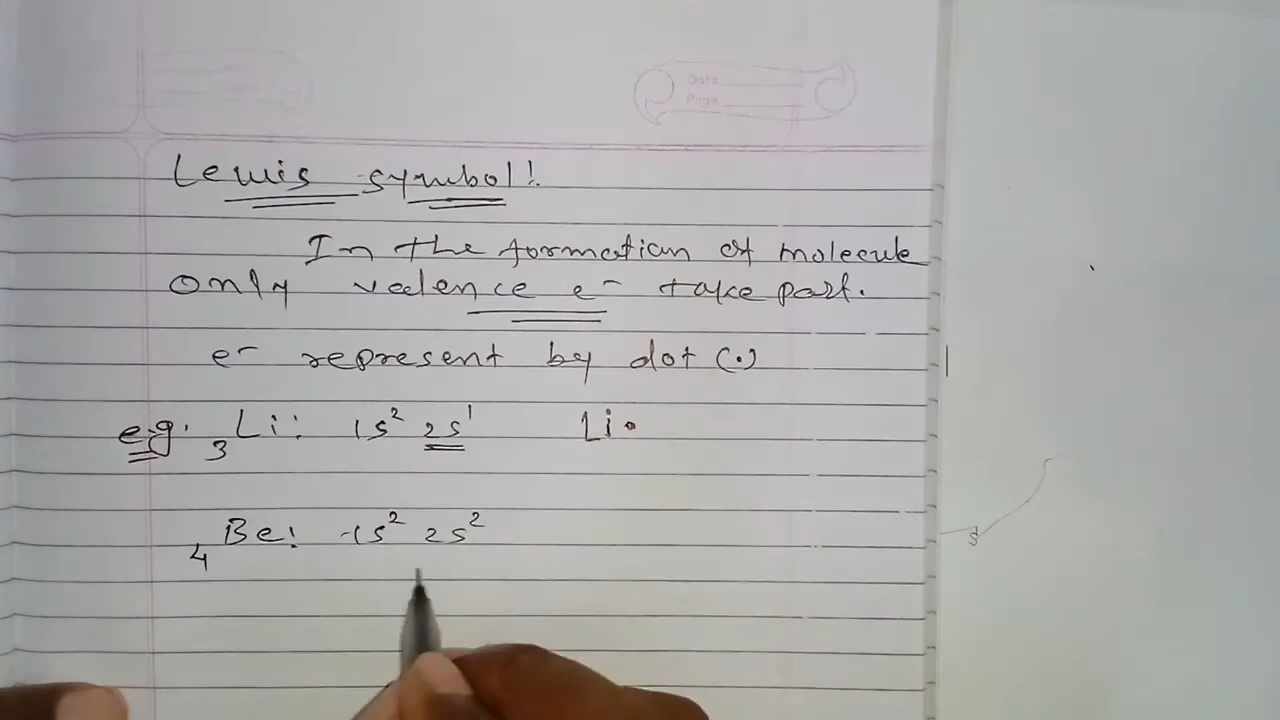 Date
Page
Lewis symbol:
In the formation of molecule
only valence e⁻ take part.
e⁻ represent by dot (.)
e.g. ₃Li: 1s² 2s¹ Li•
₄Be: 1s² 2s²